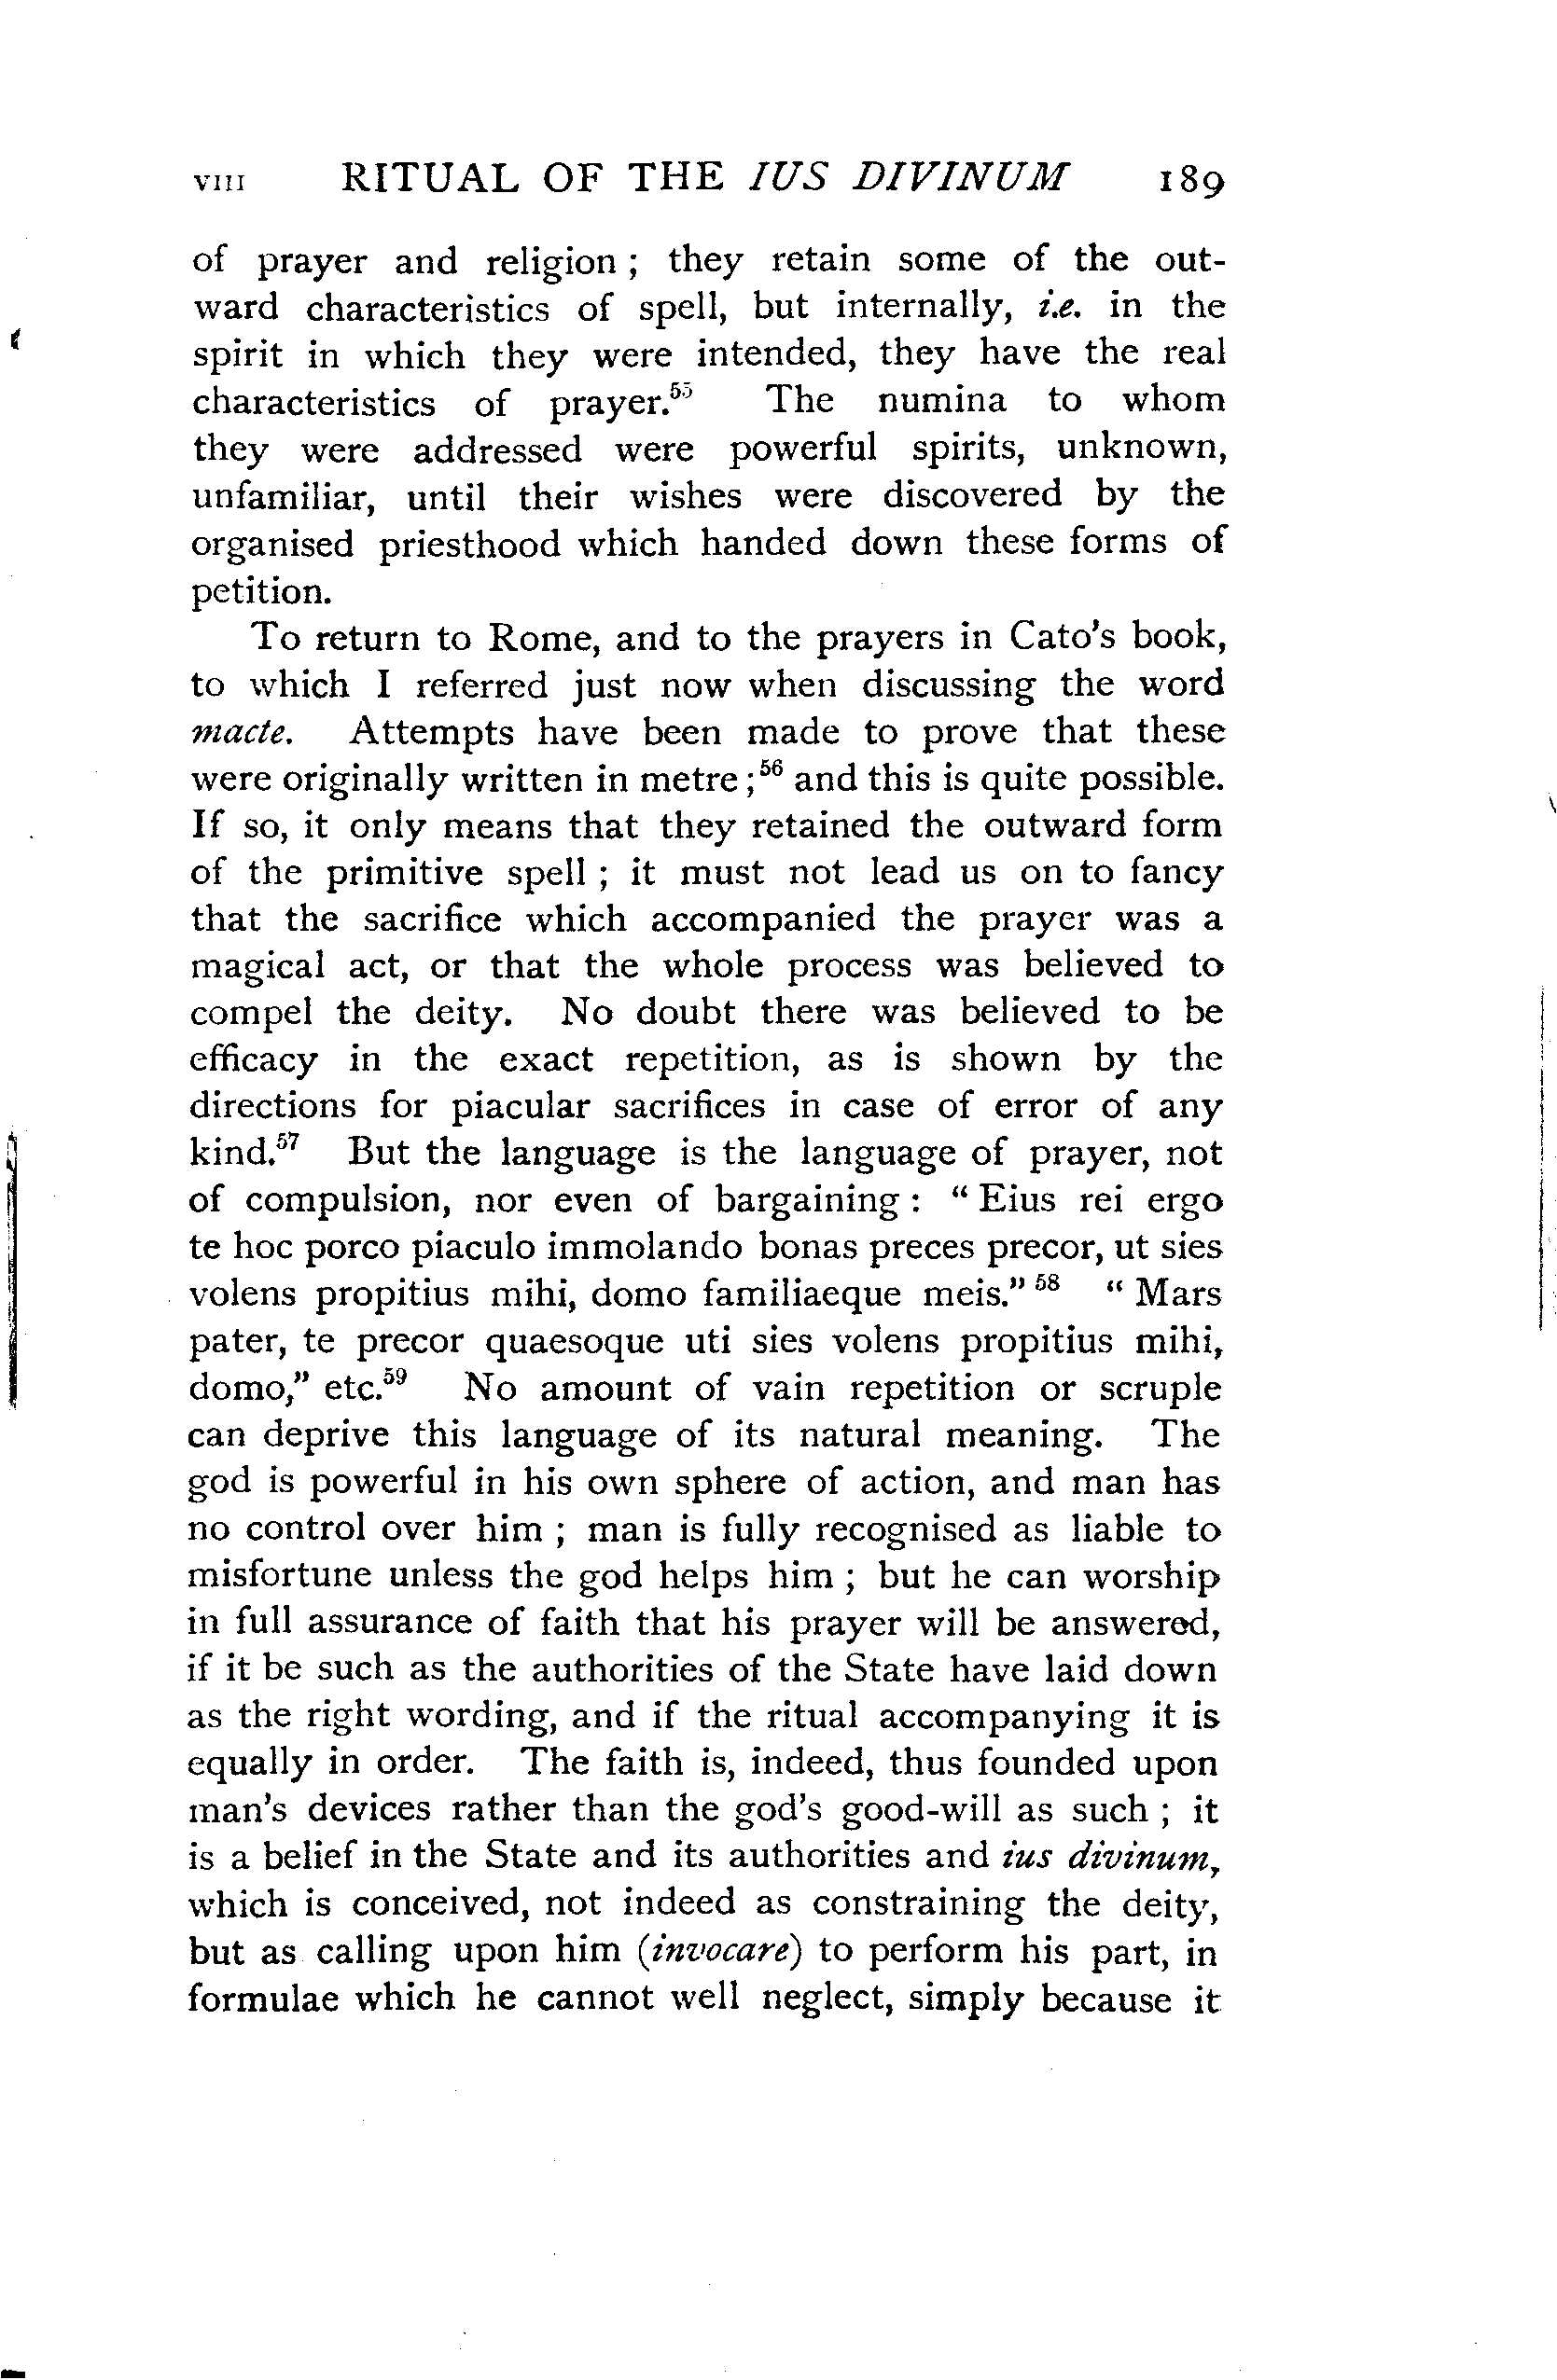 VIII RITUAL OF THE IUS DIVINUM 189
of prayer and religion ; they retain some of the out-
ward characteristics of spell, but internally, i.e. in the
spirit in which they were intended, they have the real
characteristics of prayer.⁵⁵ The numina to whom
they were addressed were powerful spirits, unknown,
unfamiliar, until their wishes were discovered by the
organised priesthood which handed down these forms of
petition.
To return to Rome, and to the prayers in Cato's book,
to which I referred just now when discussing the word
macte. Attempts have been made to prove that these
were originally written in metre ;⁵⁶ and this is quite possible.
If so, it only means that they retained the outward form
of the primitive spell ; it must not lead us on to fancy
that the sacrifice which accompanied the prayer was a
magical act, or that the whole process was believed to
compel the deity. No doubt there was believed to be
efficacy in the exact repetition, as is shown by the
directions for piacular sacrifices in case of error of any
kind.⁵⁷ But the language is the language of prayer, not
of compulsion, nor even of bargaining : “ Eius rei ergo
te hoc porco piaculo immolando bonas preces precor, ut sies
volens propitius mihi, domo familiaeque meis.” ⁵⁸ “ Mars
pater, te precor quaesoque uti sies volens propitius mihi,
domo,” etc.⁵⁹ No amount of vain repetition or scruple
can deprive this language of its natural meaning. The
god is powerful in his own sphere of action, and man has
no control over him ; man is fully recognised as liable to
misfortune unless the god helps him ; but he can worship
in full assurance of faith that his prayer will be answered,
if it be such as the authorities of the State have laid down
as the right wording, and if the ritual accompanying it is
equally in order. The faith is, indeed, thus founded upon
man's devices rather than the god's good-will as such ; it
is a belief in the State and its authorities and ius divinum,
which is conceived, not indeed as constraining the deity,
but as calling upon him (invocare) to perform his part, in
formulae which he cannot well neglect, simply because it